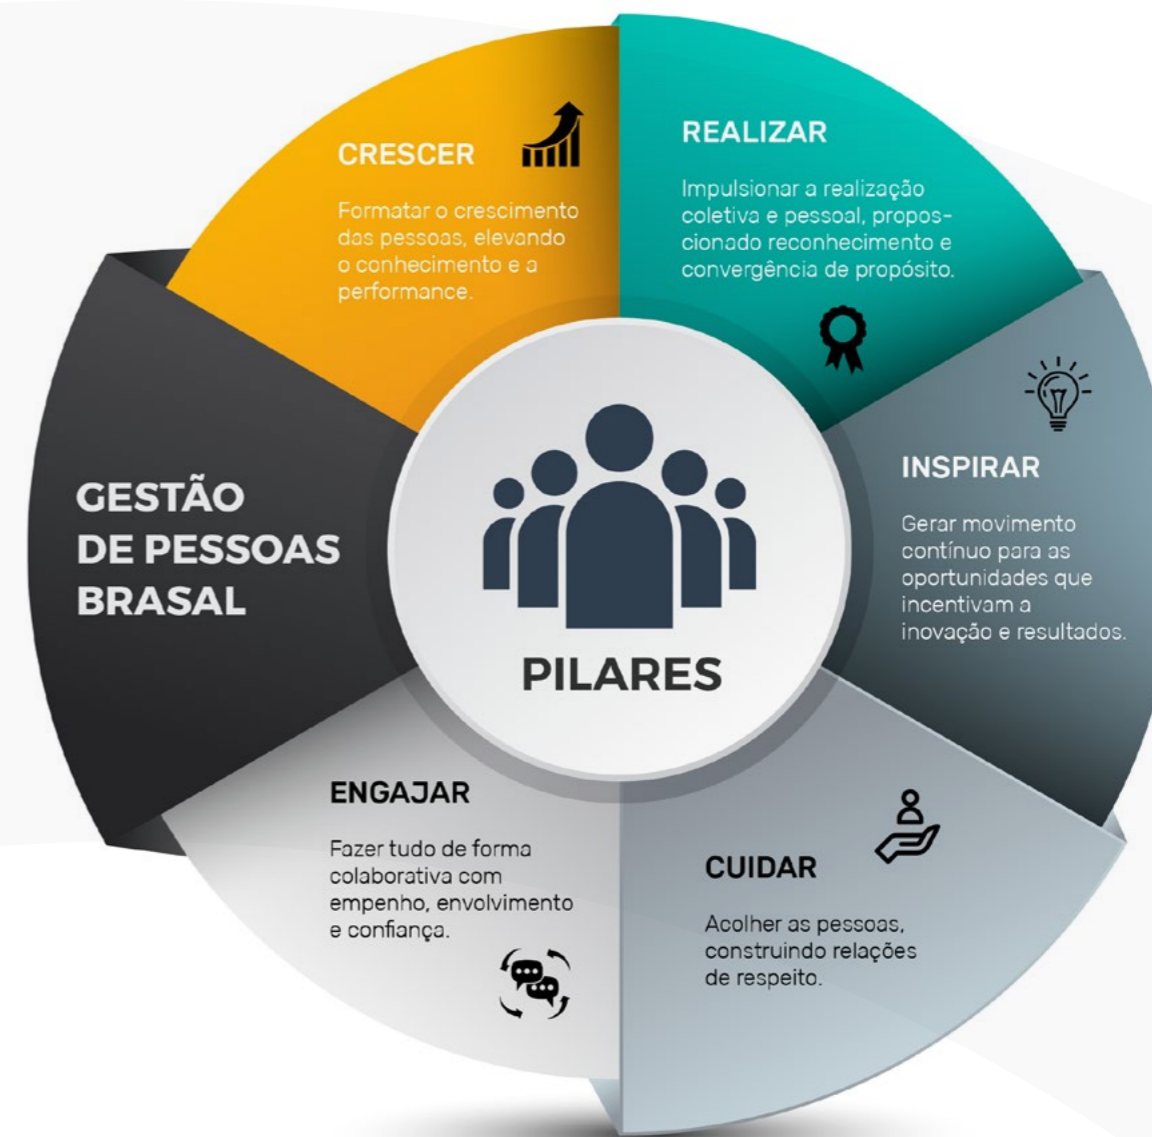 GESTÃO
DE PESSOAS
BRASAL
PILARES
CRESCER
Formatar o crescimento
das pessoas, elevando
o conhecimento e a
performance.
REALIZAR
Impulsionar a realização
coletiva e pessoal, propos-
cionado reconhecimento e
convergência de propósito.
INSPIRAR
Gerar movimento
contínuo para as
oportunidades que
incentivam a
inovação e resultados.
CUIDAR
Acolher as pessoas,
construindo relações
de respeito.
ENGAJAR
Fazer tudo de forma
colaborativa com
empenho, envolvimento
e confiança.